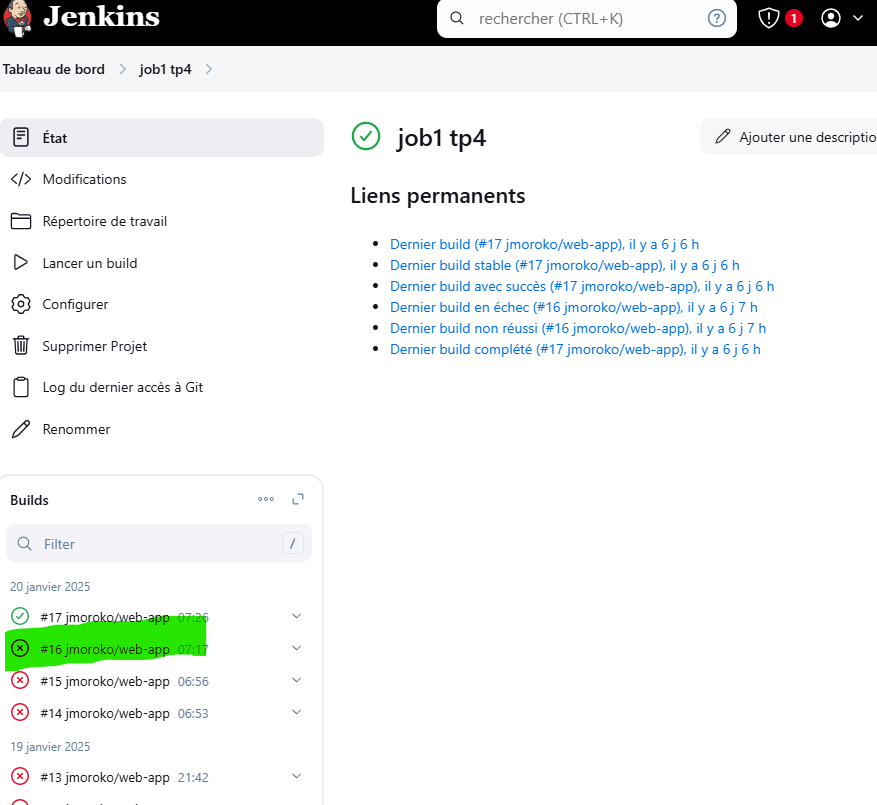 Jenkins
rechercher (CTRL+K)
1
Tableau de bord
job1 tp4
État
Modifications
Répertoire de travail
Lancer un build
Configurer
Supprimer Projet
Log du dernier accès à Git
Renommer
job1 tp4
Ajouter une descriptio
Liens permanents
Dernier build (#17 jmoroko/web-app), il y a 6 j 6 h
Dernier build stable (#17 jmoroko/web-app), il y a 6 j 6 h
Dernier build avec succès (#17 jmoroko/web-app), il y a 6 j 6 h
Dernier build en échec (#16 jmoroko/web-app), il y a 6 j 7 h
Dernier build non réussi (#16 jmoroko/web-app), il y a 6 j 7 h
Dernier build complété (#17 jmoroko/web-app), il y a 6 j 6 h
Builds
Filter /
20 janvier 2025
#17 jmoroko/web-app 07:26
#16 jmoroko/web-app 07:17
#15 jmoroko/web-app 06:56
#14 jmoroko/web-app 06:53
19 janvier 2025
#13 jmoroko/web-app 21:42